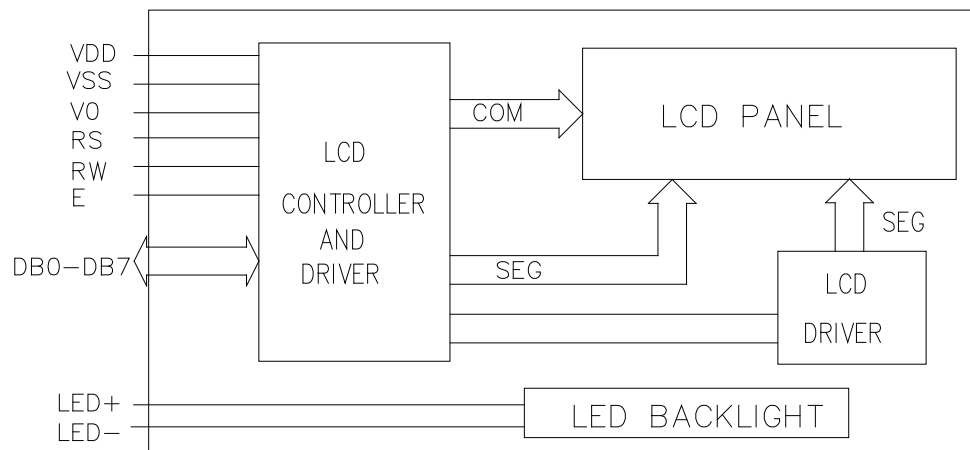 VDD
VSS
V0
RS
RW
E
DB0-DB7
LED+
LED-
LCD
CONTROLLER
AND
DRIVER
COM
SEG
LCD PANEL
SEG
LCD
DRIVER
LED BACKLIGHT